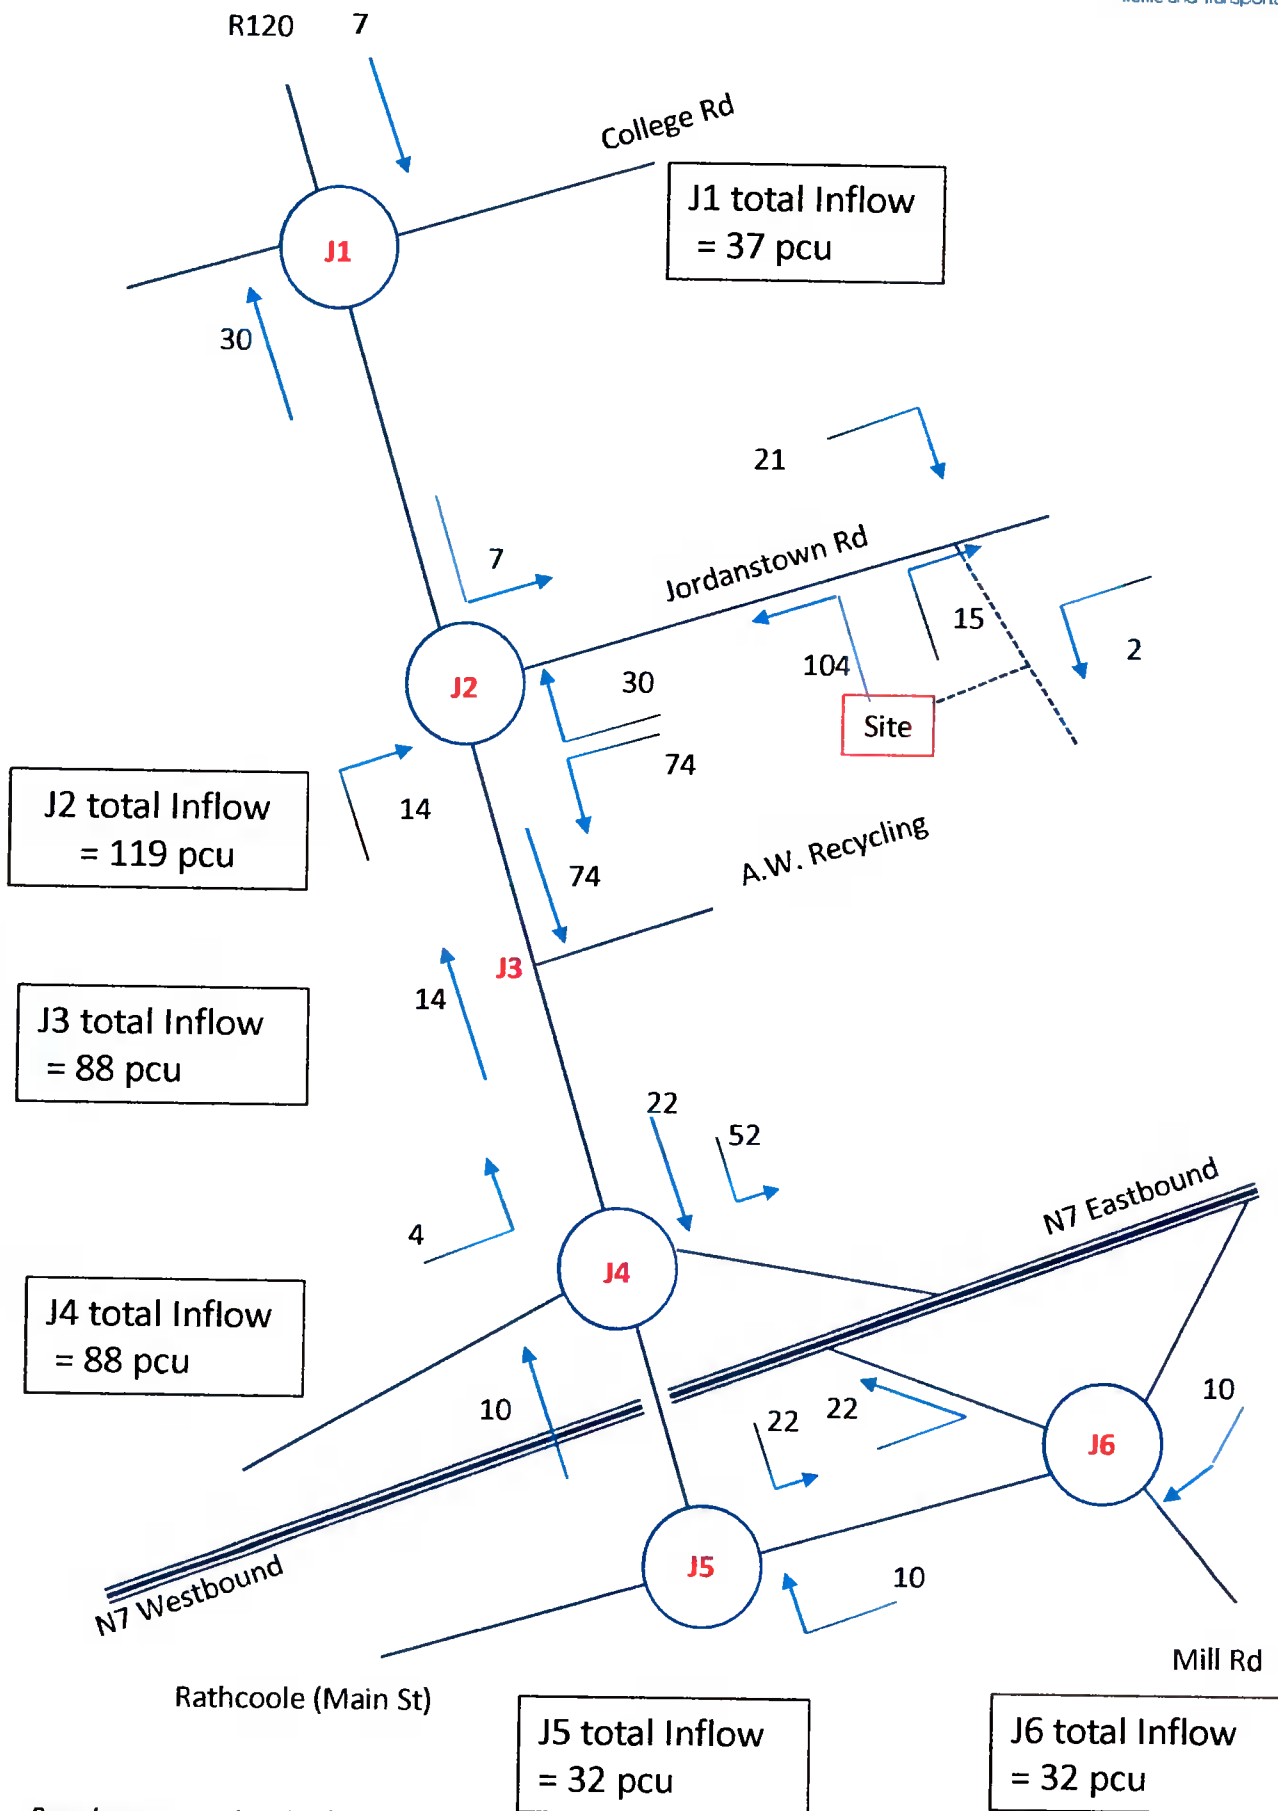 R120 7
College Rd
J1 total Inflow
= 37 pcu
J1
30
21
7
Jordanstown Rd
15
2
104
30
J2
Site
74
J2 total Inflow
= 119 pcu
14
74
A.W. Recycling
J3
14
J3 total Inflow
= 88 pcu
22
52
N7 Eastbound
4
J4
J4 total Inflow
= 88 pcu
10
22 22
10
J6
J5
10
N7 Westbound
Mill Rd
Rathcoole (Main St)
J5 total Inflow
= 32 pcu
J6 total Inflow
= 32 pcu